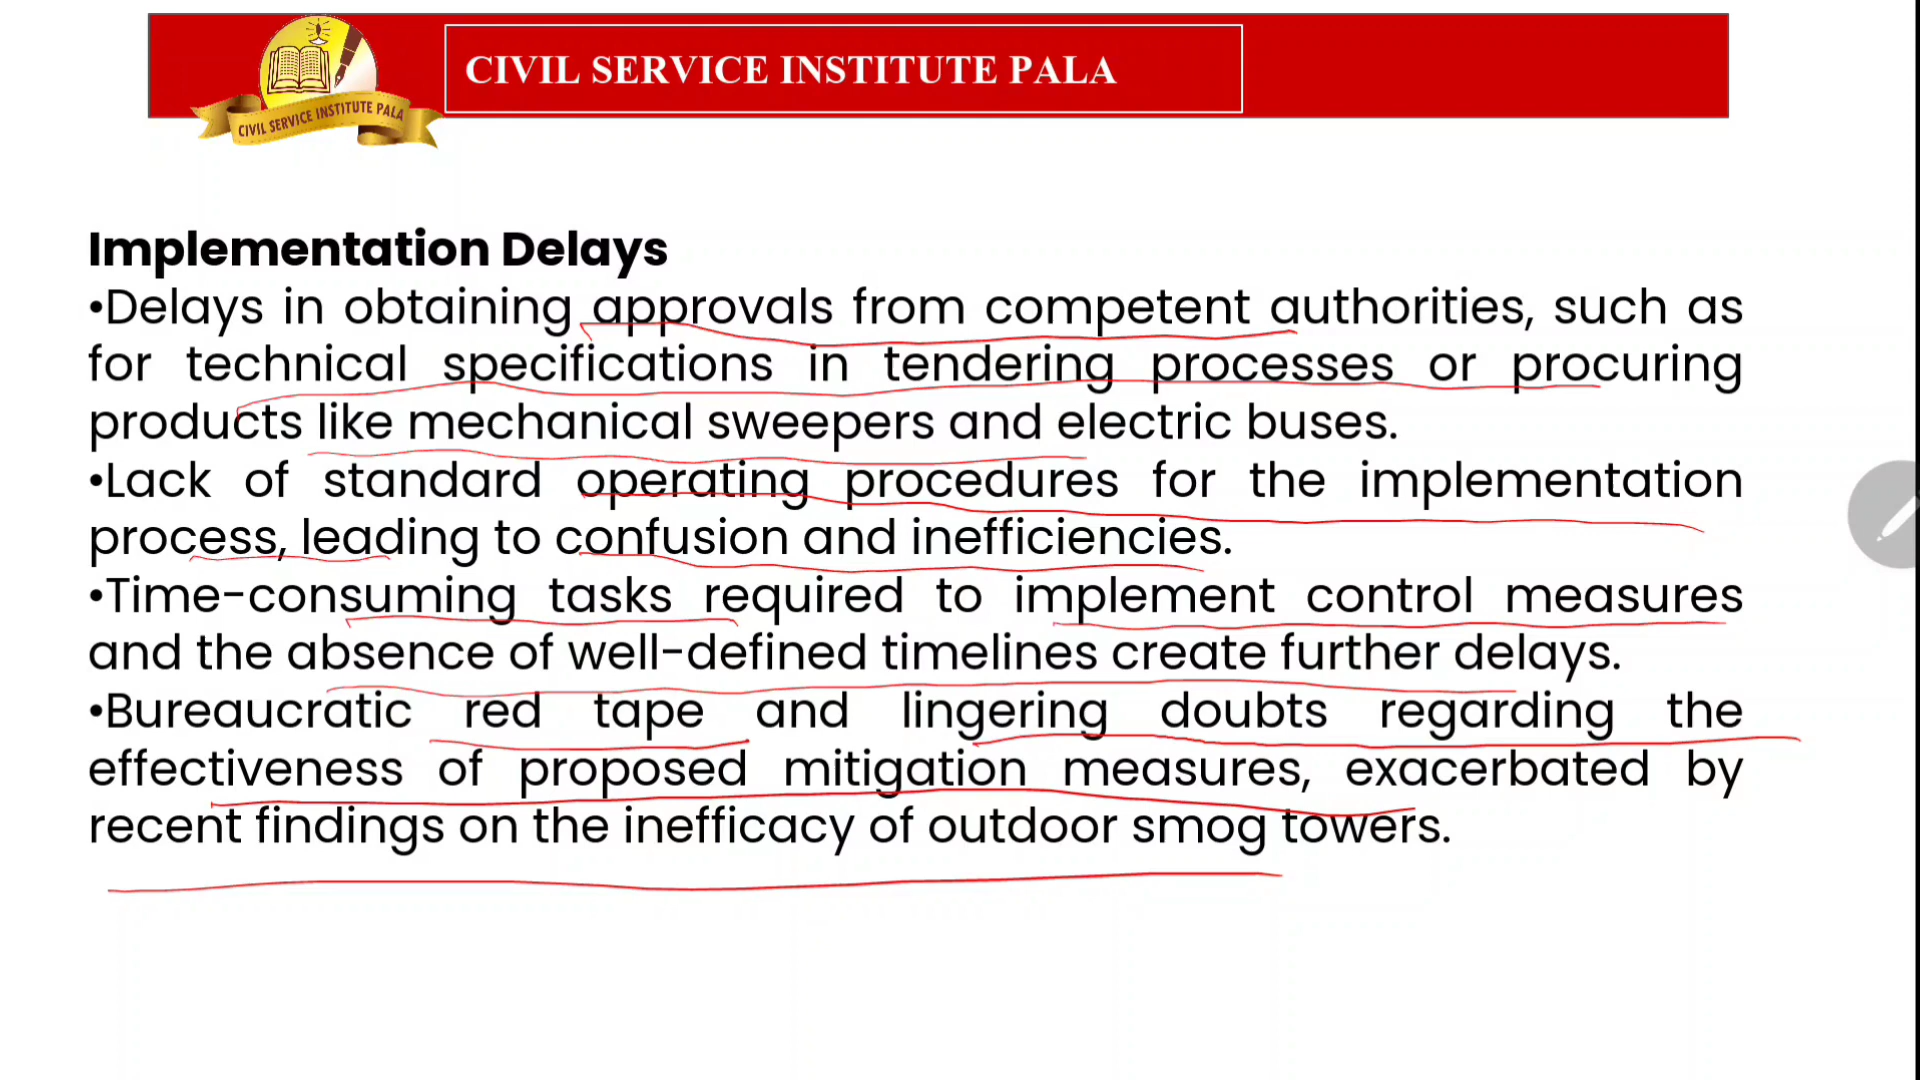 CIVIL SERVICE INSTITUTE PALA
CIVIL SERVICE INSTITUTE PALA
Implementation Delays
•Delays in obtaining approvals from competent authorities, such as
for technical specifications in tendering processes or procuring
products like mechanical sweepers and electric buses.
•Lack of standard operating procedures for the implementation
process, leading to confusion and inefficiencies.
•Time-consuming tasks required to implement control measures
and the absence of well-defined timelines create further delays.
•Bureaucratic red tape and lingering doubts regarding the
effectiveness of proposed mitigation measures, exacerbated by
recent findings on the inefficacy of outdoor smog towers.